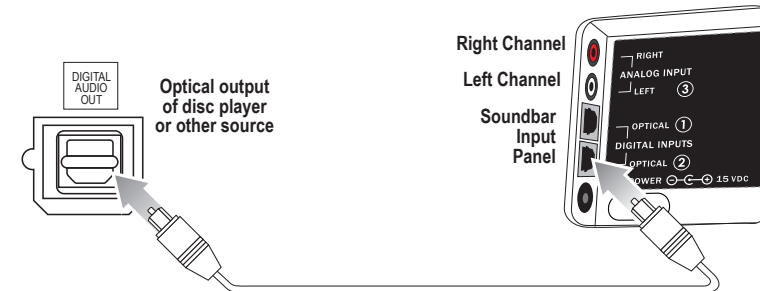 DIGITAL
AUDIO
OUT
Optical output
of disc player
or other source
Right Channel
Left Channel
Soundbar
Input
Panel
RIGHT
ANALOG INPUT
LEFT ③
OPTICAL ①
DIGITAL INPUTS
OPTICAL ②
POWER 15 VDC